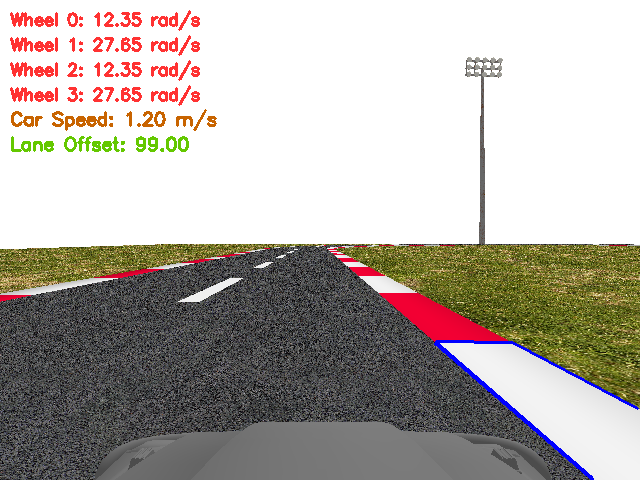 Wheel 0: 12.35 rad/s
Wheel 1: 27.65 rad/s
Wheel 2: 12.35 rad/s
Wheel 3: 27.65 rad/s
Car Speed: 1.20 m/s
Lane Offset: 99.00